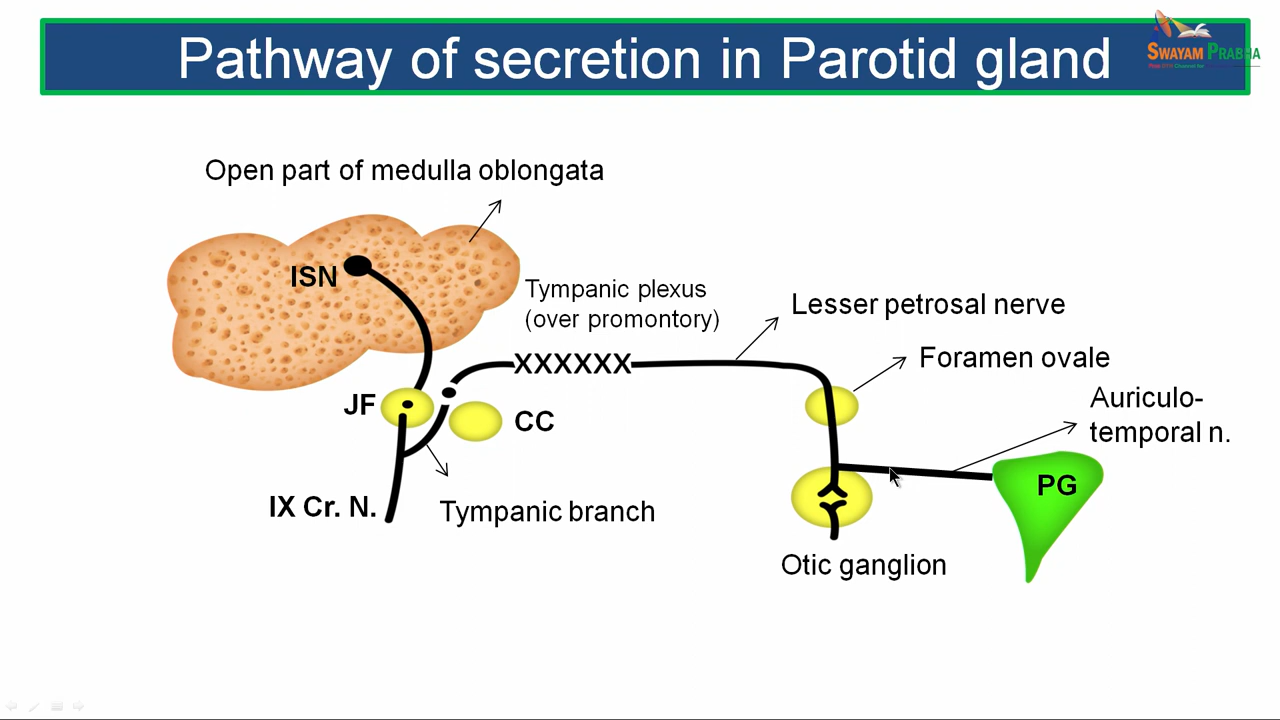 Pathway of secretion in Parotid gland
SWAYAM PRABHA
Open part of medulla oblongata
ISN
Tympanic plexus
(over promontory)
Lesser petrosal nerve
XXXXXX
Foramen ovale
Auriculo-
temporal n.
JF
CC
PG
IX Cr. N.
Tympanic branch
Otic ganglion